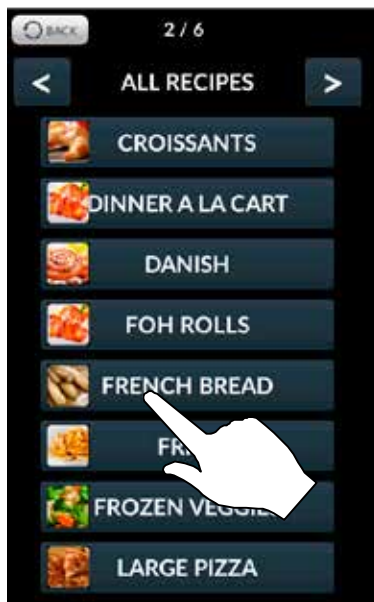 BACK
2 / 6
<
ALL RECIPES
>
CROISSANTS
DINNER A LA CART
DANISH
FOH ROLLS
FRENCH BREAD
FROZEN
LARGE PIZZA